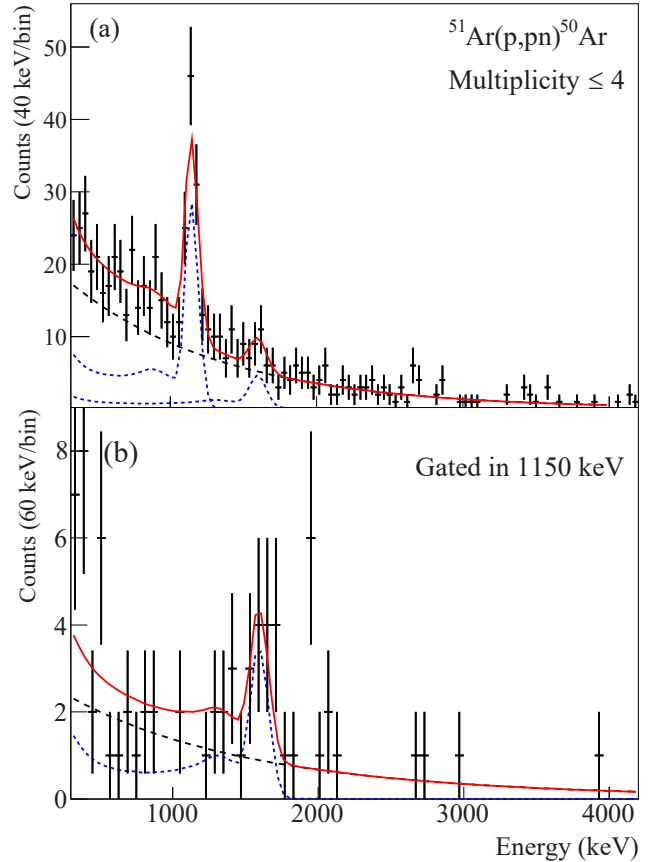 (a)
⁵¹Ar(p,pn)⁵⁰Ar
Multiplicity ≤ 4
Counts (40 keV/bin)
50
40
30
20
10
(b)
Gated in 1150 keV
Counts (60 keV/bin)
8
6
4
2
0
1000 2000 3000 4000
Energy (keV)